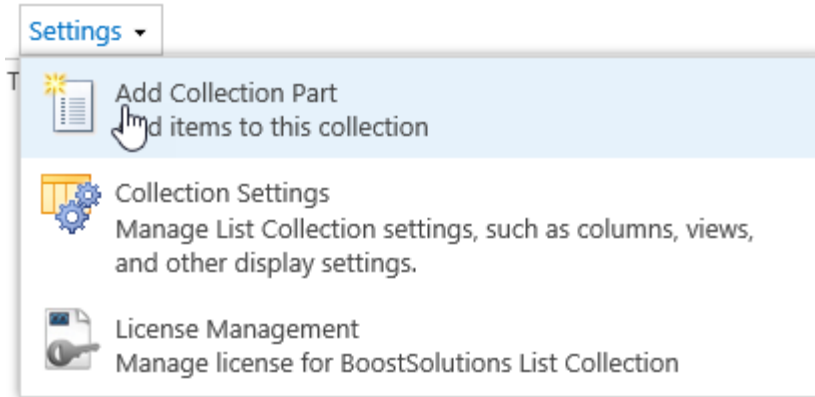 Settings
T
Add Collection Part
d items to this collection
Collection Settings
Manage List Collection settings, such as columns, views,
and other display settings.
License Management
Manage license for BoostSolutions List Collection